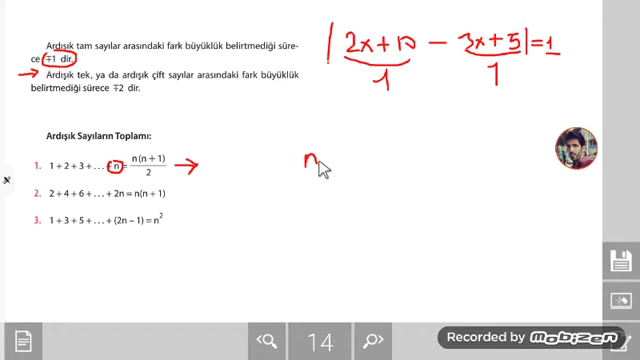 Ardışık tam sayılar arasındaki fark büyüklük belirtmediği süre-
ce ∓1 dir.
→ Ardışık tek, ya da ardışık çift sayılar arasındaki fark büyüklük
belirtmediği sürece ∓2 dir.
|2x+10 − 3x+5|=1
1 1
Ardışık Sayıların Toplamı:
1. 1 + 2 + 3 + ... + n = n(n + 1) / 2 →
n
2. 2 + 4 + 6 + ... + 2n = n(n + 1)
3. 1 + 3 + 5 + ... + (2n − 1) = n²
14
Recorded by mobizen